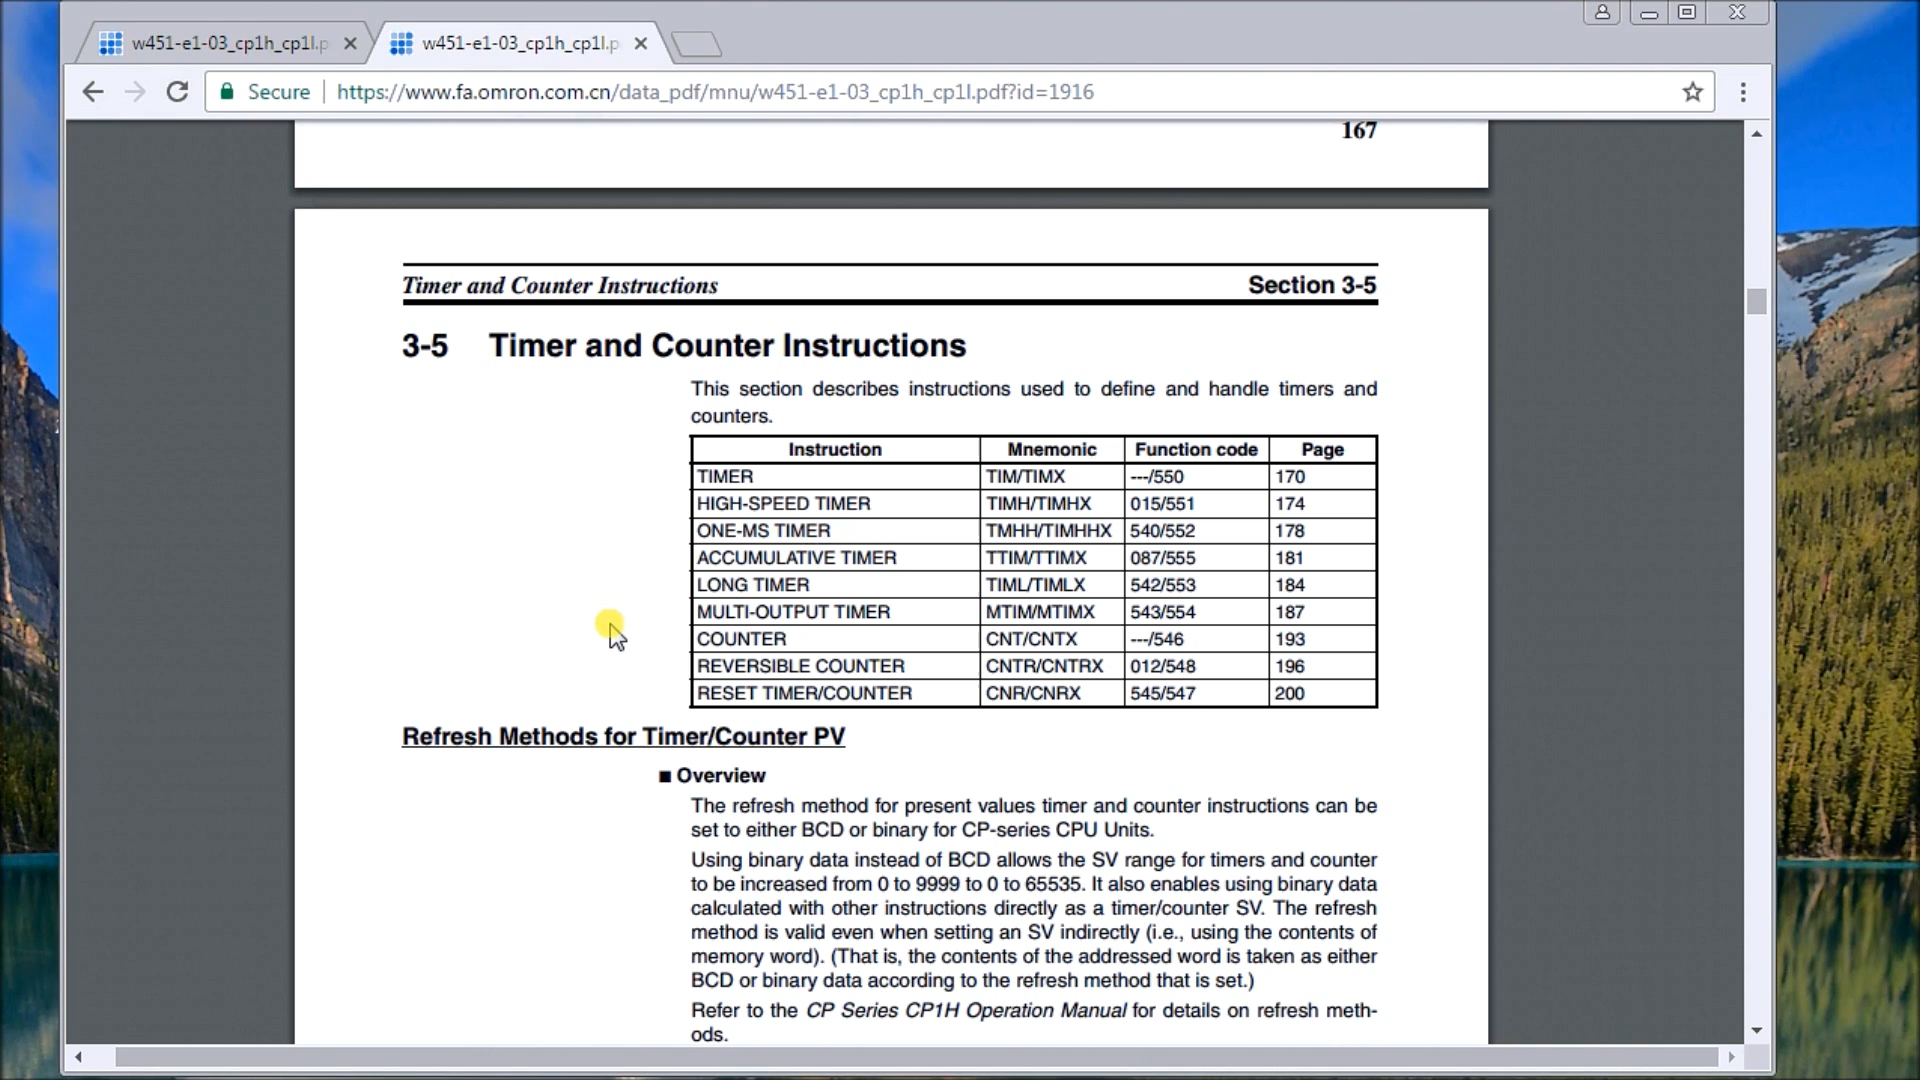 w451-e1-03_cp1h_cp1l.p
w451-e1-03_cp1h_cp1l.p
Secure | https://www.fa.omron.com.cn/data_pdf/mnu/w451-e1-03_cp1h_cp1l.pdf?id=1916
167
Timer and Counter Instructions Section 3-5
3-5 Timer and Counter Instructions
This section describes instructions used to define and handle timers and
counters.
Instruction Mnemonic Function code Page
TIMER TIM/TIMX ---/550 170
HIGH-SPEED TIMER TIMH/TIMHX 015/551 174
ONE-MS TIMER TMHH/TIMHHX 540/552 178
ACCUMULATIVE TIMER TTIM/TTIMX 087/555 181
LONG TIMER TIML/TIMLX 542/553 184
MULTI-OUTPUT TIMER MTIM/MTIMX 543/554 187
COUNTER CNT/CNTX ---/546 193
REVERSIBLE COUNTER CNTR/CNTRX 012/548 196
RESET TIMER/COUNTER CNR/CNRX 545/547 200
Refresh Methods for Timer/Counter PV
■ Overview
The refresh method for present values timer and counter instructions can be
set to either BCD or binary for CP-series CPU Units.
Using binary data instead of BCD allows the SV range for timers and counter
to be increased from 0 to 9999 to 0 to 65535. It also enables using binary data
calculated with other instructions directly as a timer/counter SV. The refresh
method is valid even when setting an SV indirectly (i.e., using the contents of
memory word). (That is, the contents of the addressed word is taken as either
BCD or binary data according to the refresh method that is set.)
Refer to the CP Series CP1H Operation Manual for details on refresh meth-
ods.